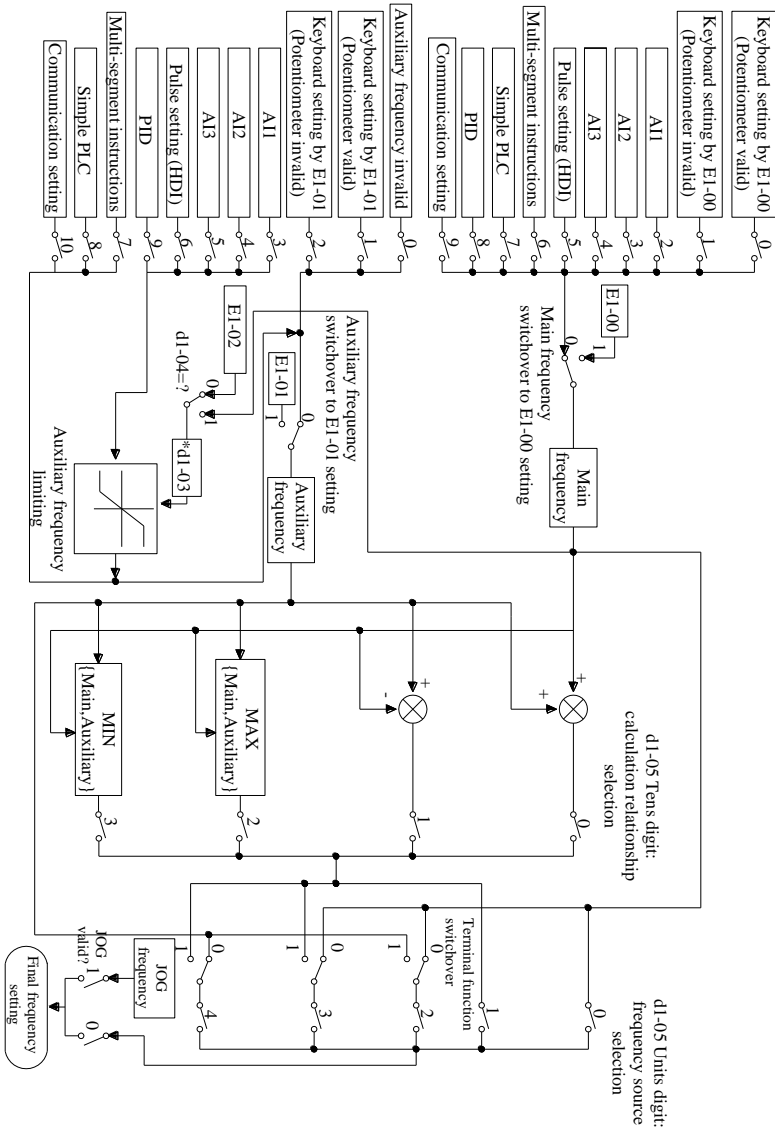 Keyboard setting by E1-00
(Potentiometer valid)
0
Keyboard setting by E1-00
(Potentiometer invalid)
1
AI1
2
AI2
3
AI3
4
Pulse setting (HDI)
5
Multi-segment instructions
6
Simple PLC
7
PID
8
Communication setting
9
E1-00
1
0
Main frequency
switchover to E1-00 setting
Main
frequency
Auxiliary frequency invalid
0
Keyboard setting by E1-01
(Potentiometer valid)
1
Keyboard setting by E1-01
(Potentiometer invalid)
2
AI1
3
AI2
4
AI3
5
Pulse setting (HDI)
6
PID
9
Multi-segment instructions
7
Simple PLC
8
Communication setting
10
Auxiliary frequency
switchover to E1-01 setting
0
E1-01
1
Auxiliary
frequency
E1-02
d1-04=?
0
1
*d1-03
Auxiliary frequency
limiting
d1-05 Tens digit:
calculation relationship
selection
+
+
0
+
-
1
MAX
{Main,Auxiliary}
2
MIN
{Main,Auxiliary}
3
d1-05 Units digit:
frequency source
selection
0
1
Terminal function
switchover
0
1
2
0
1
3
0
1
4
JOG
frequency
JOG
valid?
1
0
Final frequency
setting